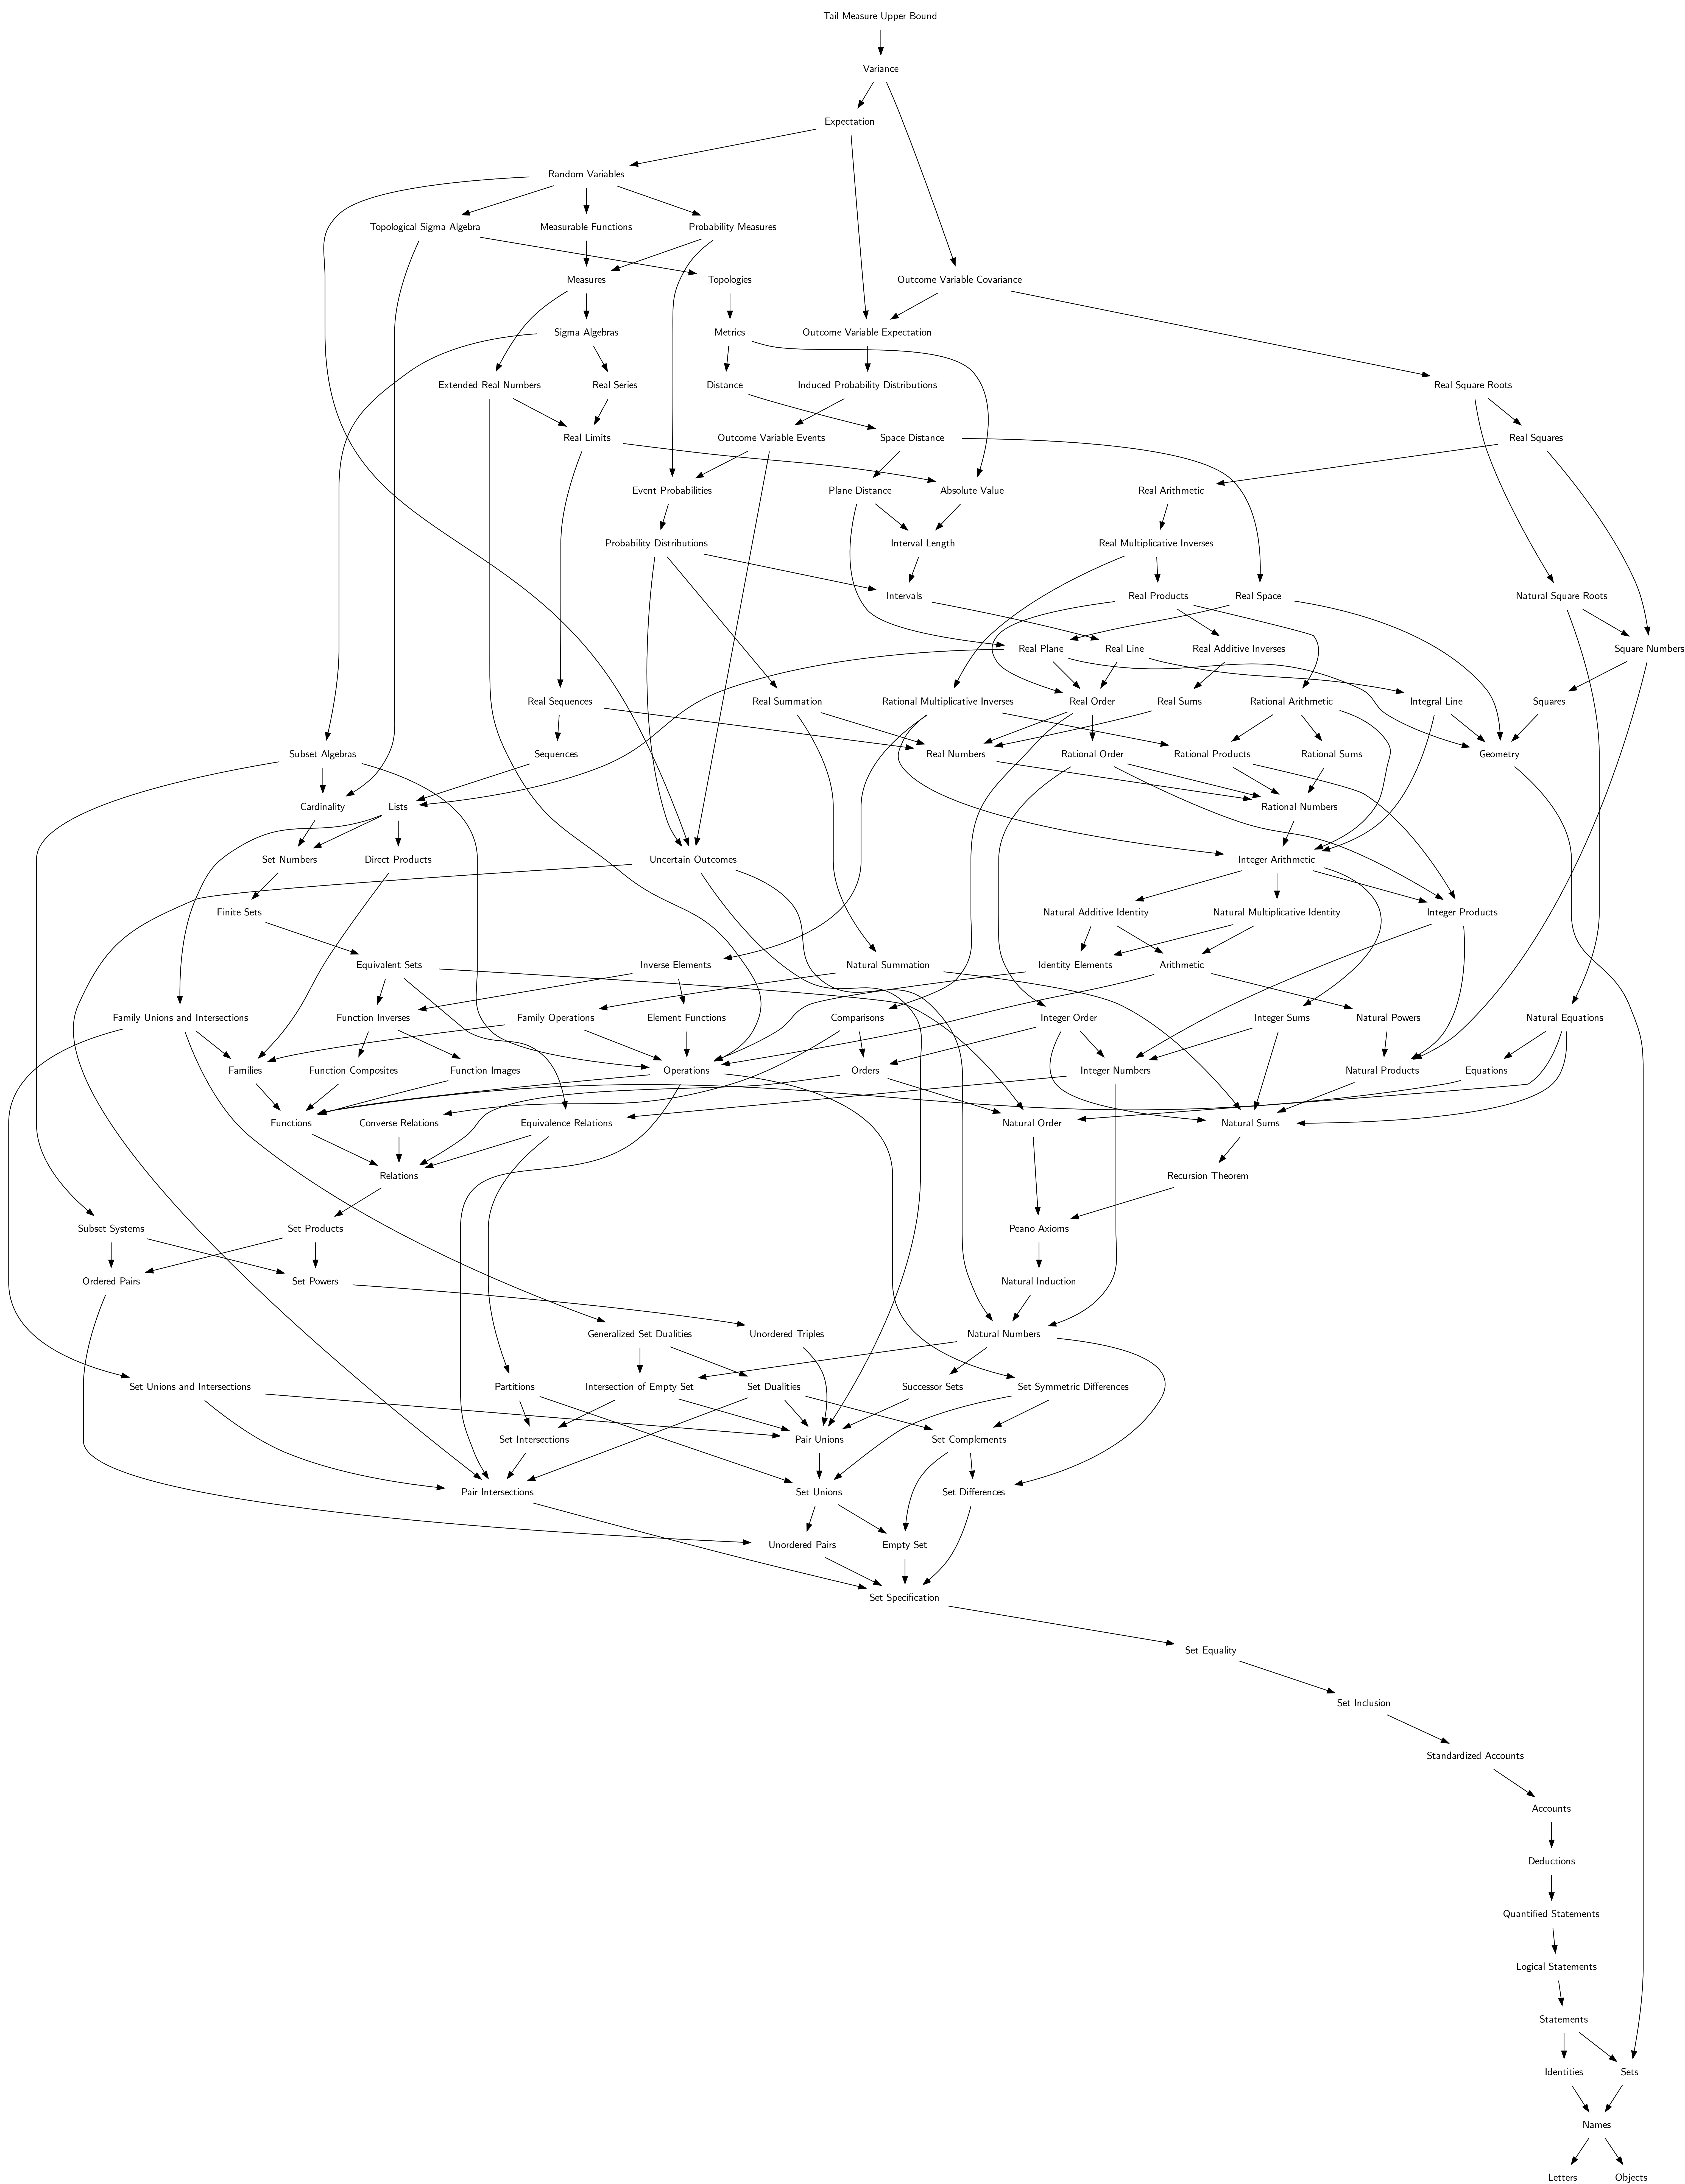 Tail Measure Upper Bound
Variance
Expectation
Random Variables
Topological Sigma Algebra
Measurable Functions
Probability Measures
Measures
Topologies
Outcome Variable Covariance
Sigma Algebras
Metrics
Outcome Variable Expectation
Extended Real Numbers
Real Series
Distance
Induced Probability Distributions
Real Square Roots
Real Limits
Outcome Variable Events
Space Distance
Real Squares
Event Probabilities
Plane Distance
Absolute Value
Real Arithmetic
Probability Distributions
Interval Length
Real Multiplicative Inverses
Intervals
Real Products
Real Space
Natural Square Roots
Real Plane
Real Line
Real Additive Inverses
Square Numbers
Real Sequences
Real Summation
Rational Multiplicative Inverses
Real Order
Real Sums
Rational Arithmetic
Integral Line
Squares
Subset Algebras
Sequences
Real Numbers
Rational Order
Rational Products
Rational Sums
Geometry
Cardinality
Lists
Rational Numbers
Set Numbers
Direct Products
Uncertain Outcomes
Integer Arithmetic
Finite Sets
Natural Additive Identity
Natural Multiplicative Identity
Integer Products
Equivalent Sets
Inverse Elements
Natural Summation
Identity Elements
Arithmetic
Family Unions and Intersections
Function Inverses
Family Operations
Element Functions
Comparisons
Integer Order
Integer Sums
Natural Powers
Natural Equations
Families
Function Composites
Function Images
Operations
Orders
Integer Numbers
Natural Products
Equations
Functions
Converse Relations
Equivalence Relations
Natural Order
Natural Sums
Relations
Recursion Theorem
Subset Systems
Set Products
Peano Axioms
Ordered Pairs
Set Powers
Natural Induction
Generalized Set Dualities
Unordered Triples
Natural Numbers
Set Unions and Intersections
Partitions
Intersection of Empty Set
Set Dualities
Successor Sets
Set Symmetric Differences
Set Intersections
Pair Unions
Set Complements
Pair Intersections
Set Unions
Set Differences
Unordered Pairs
Empty Set
Set Specification
Set Equality
Set Inclusion
Standardized Accounts
Accounts
Deductions
Quantified Statements
Logical Statements
Statements
Identities
Sets
Names
Letters
Objects